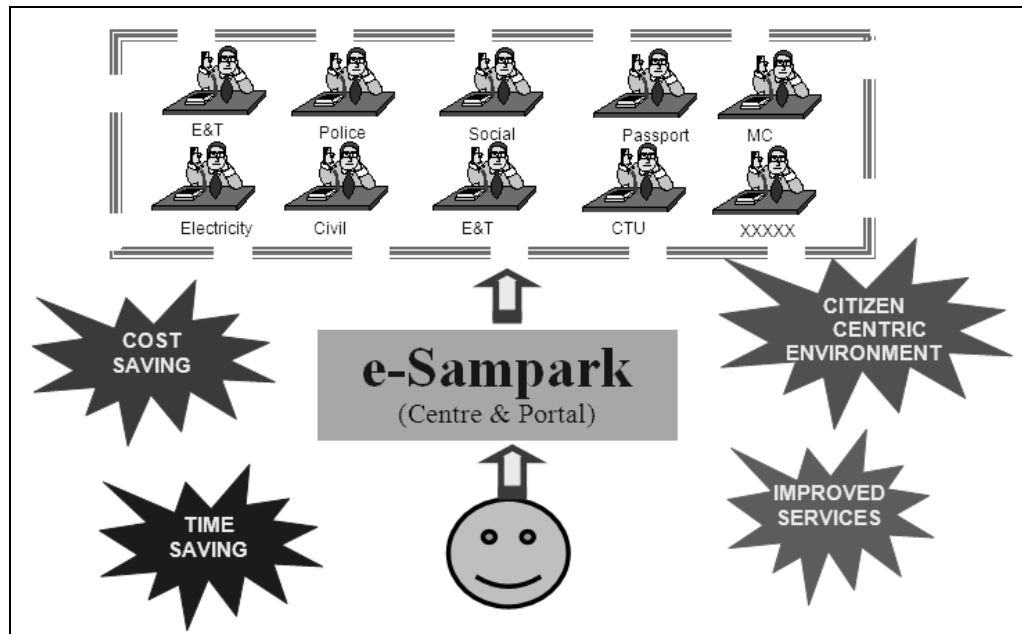 E&T
Police
Social
Passport
MC
Electricity
Civil
E&T
CTU
XXXXX
COST
SAVING
CITIZEN
CENTRIC
ENVIRONMENT
e-Sampark
(Centre & Portal)
TIME
SAVING
IMPROVED
SERVICES